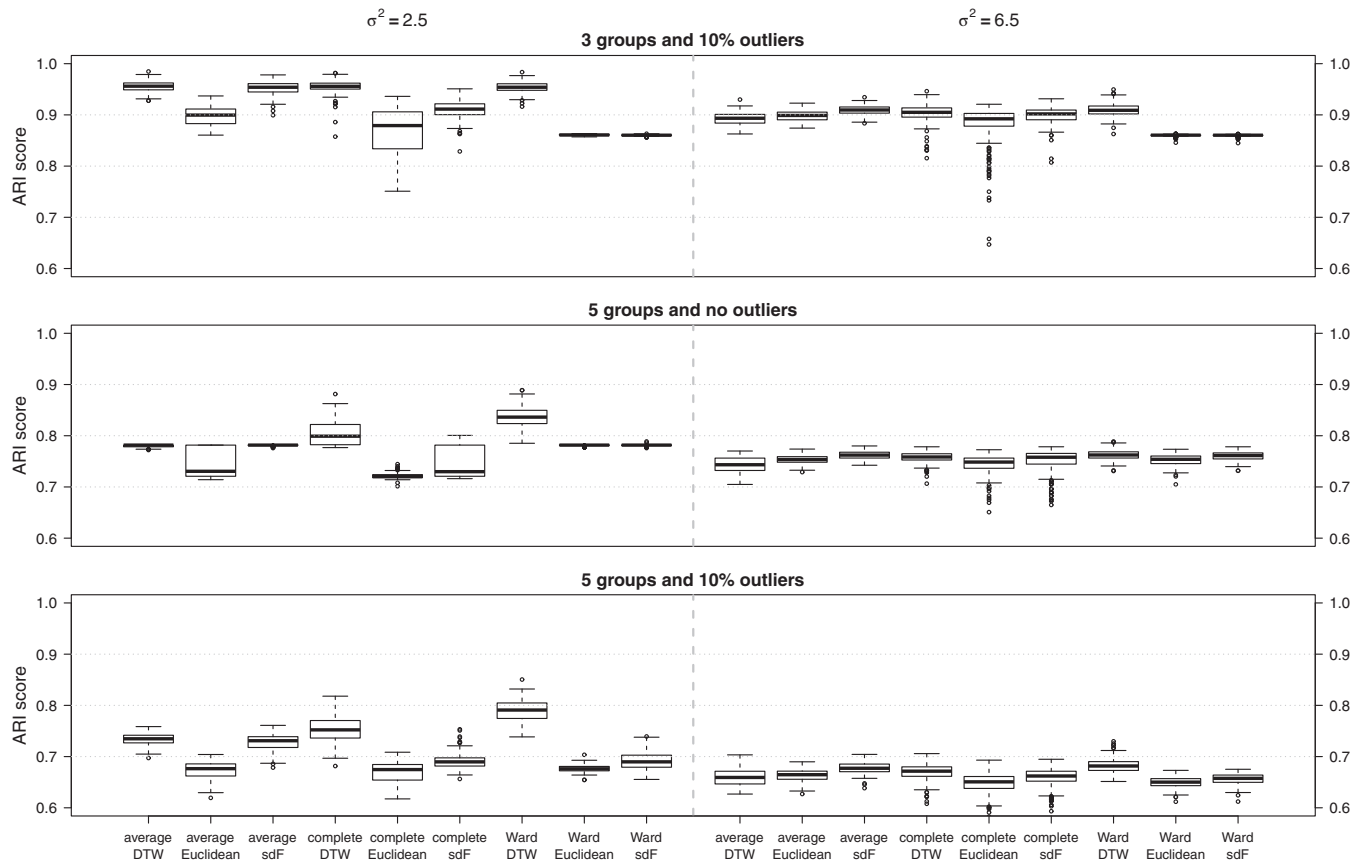 σ² = 2.5
σ² = 6.5
3 groups and 10% outliers
ARI score
1.0
0.9
0.8
0.7
0.6
1.0
0.9
0.8
0.7
0.6
5 groups and no outliers
1.0
0.9
0.8
0.7
0.6
1.0
0.9
0.8
0.7
0.6
5 groups and 10% outliers
ARI score
1.0
0.9
0.8
0.7
0.6
1.0
0.9
0.8
0.7
0.6
average
DTW
average
Euclidean
average
sdF
complete
DTW
complete
Euclidean
complete
sdF
Ward
DTW
Ward
Euclidean
Ward
sdF
average
DTW
average
Euclidean
average
sdF
complete
DTW
complete
Euclidean
complete
sdF
Ward
DTW
Ward
Euclidean
Ward
sdF